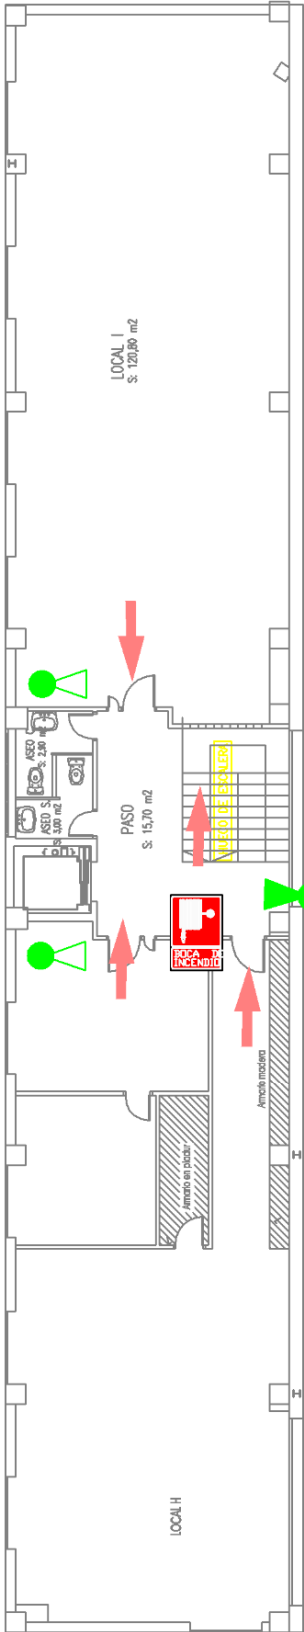 LOCAL I
S: 120,80 m2
ASEO
S: 2,90 m2
ASEO S.
S: 3,00 m2
PASO
S: 15,70 m2
HUECO DE ESCALERA
BOCA DE
INCENDIO
Armario madera
Armario en pladur
LOCAL H